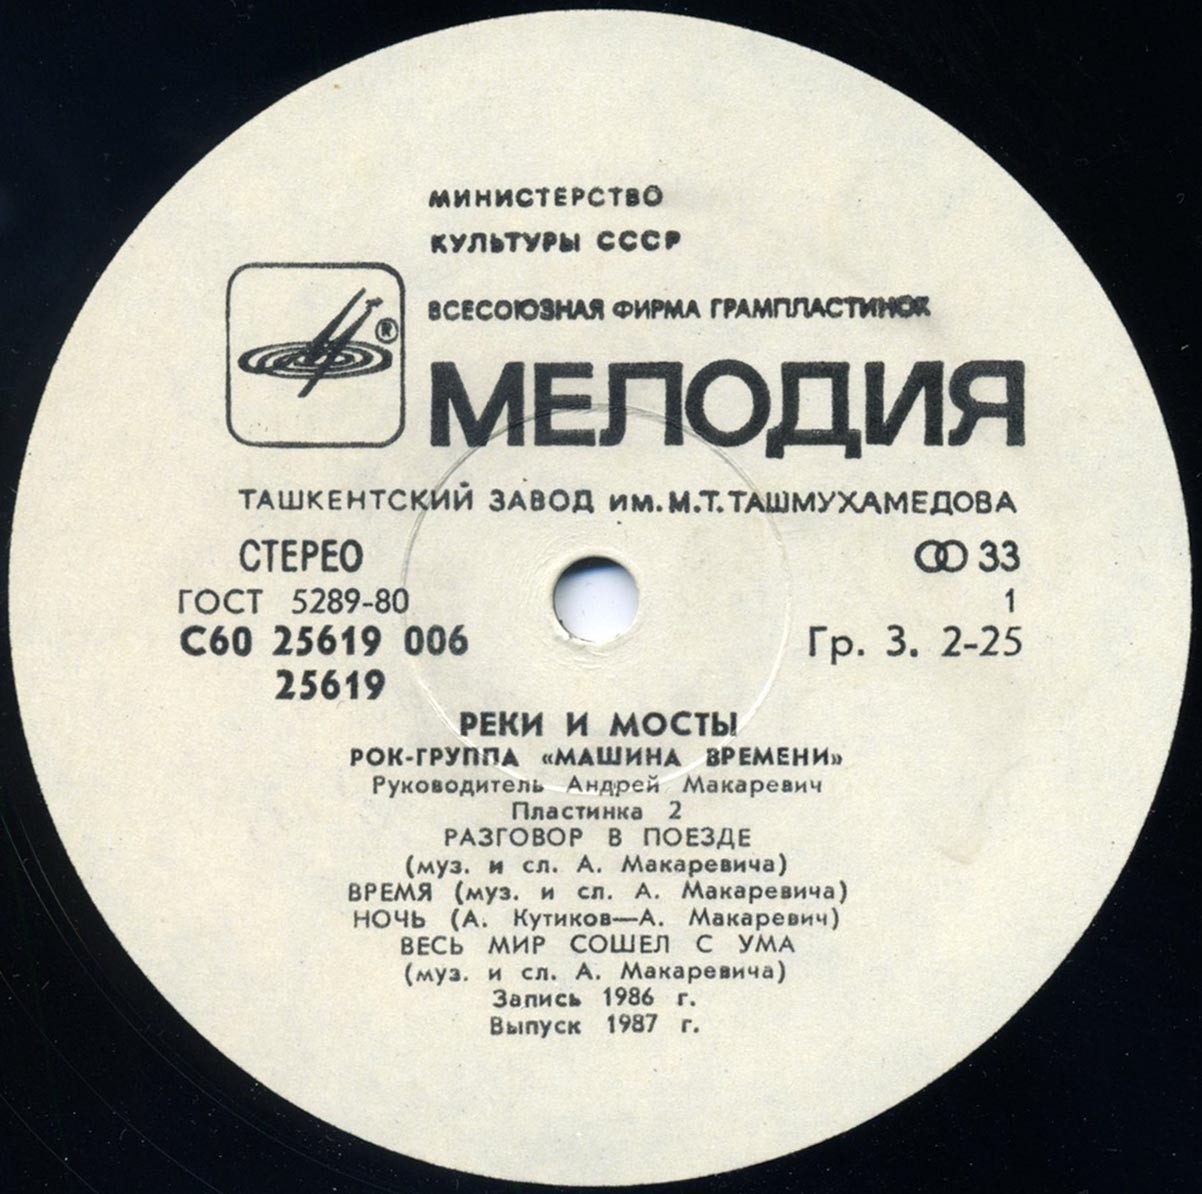 МИНИСТЕРСТВО
КУЛЬТУРЫ СССР
ВСЕСОЮЗНАЯ ФИРМА ГРАМПЛАСТИНОК
®
МЕЛОДИЯ
ТАШКЕНТСКИЙ ЗАВОД им. М.Т. ТАШМУХАМЕДОВА
СТЕРЕО
33
ГОСТ 5289-80
1
С60 25619 006
Гр. 3. 2-25
25619
РЕКИ И МОСТЫ
РОК-ГРУППА «МАШИНА ВРЕМЕНИ»
Руководитель Андрей Макаревич
Пластинка 2
РАЗГОВОР В ПОЕЗДЕ
(муз. и сл. А. Макаревича)
ВРЕМЯ (муз. и сл. А. Макаревича)
НОЧЬ (А. Кутиков—А. Макаревич)
ВЕСЬ МИР СОШЕЛ С УМА
(муз. и сл. А. Макаревича)
Запись 1986 г.
Выпуск 1987 г.